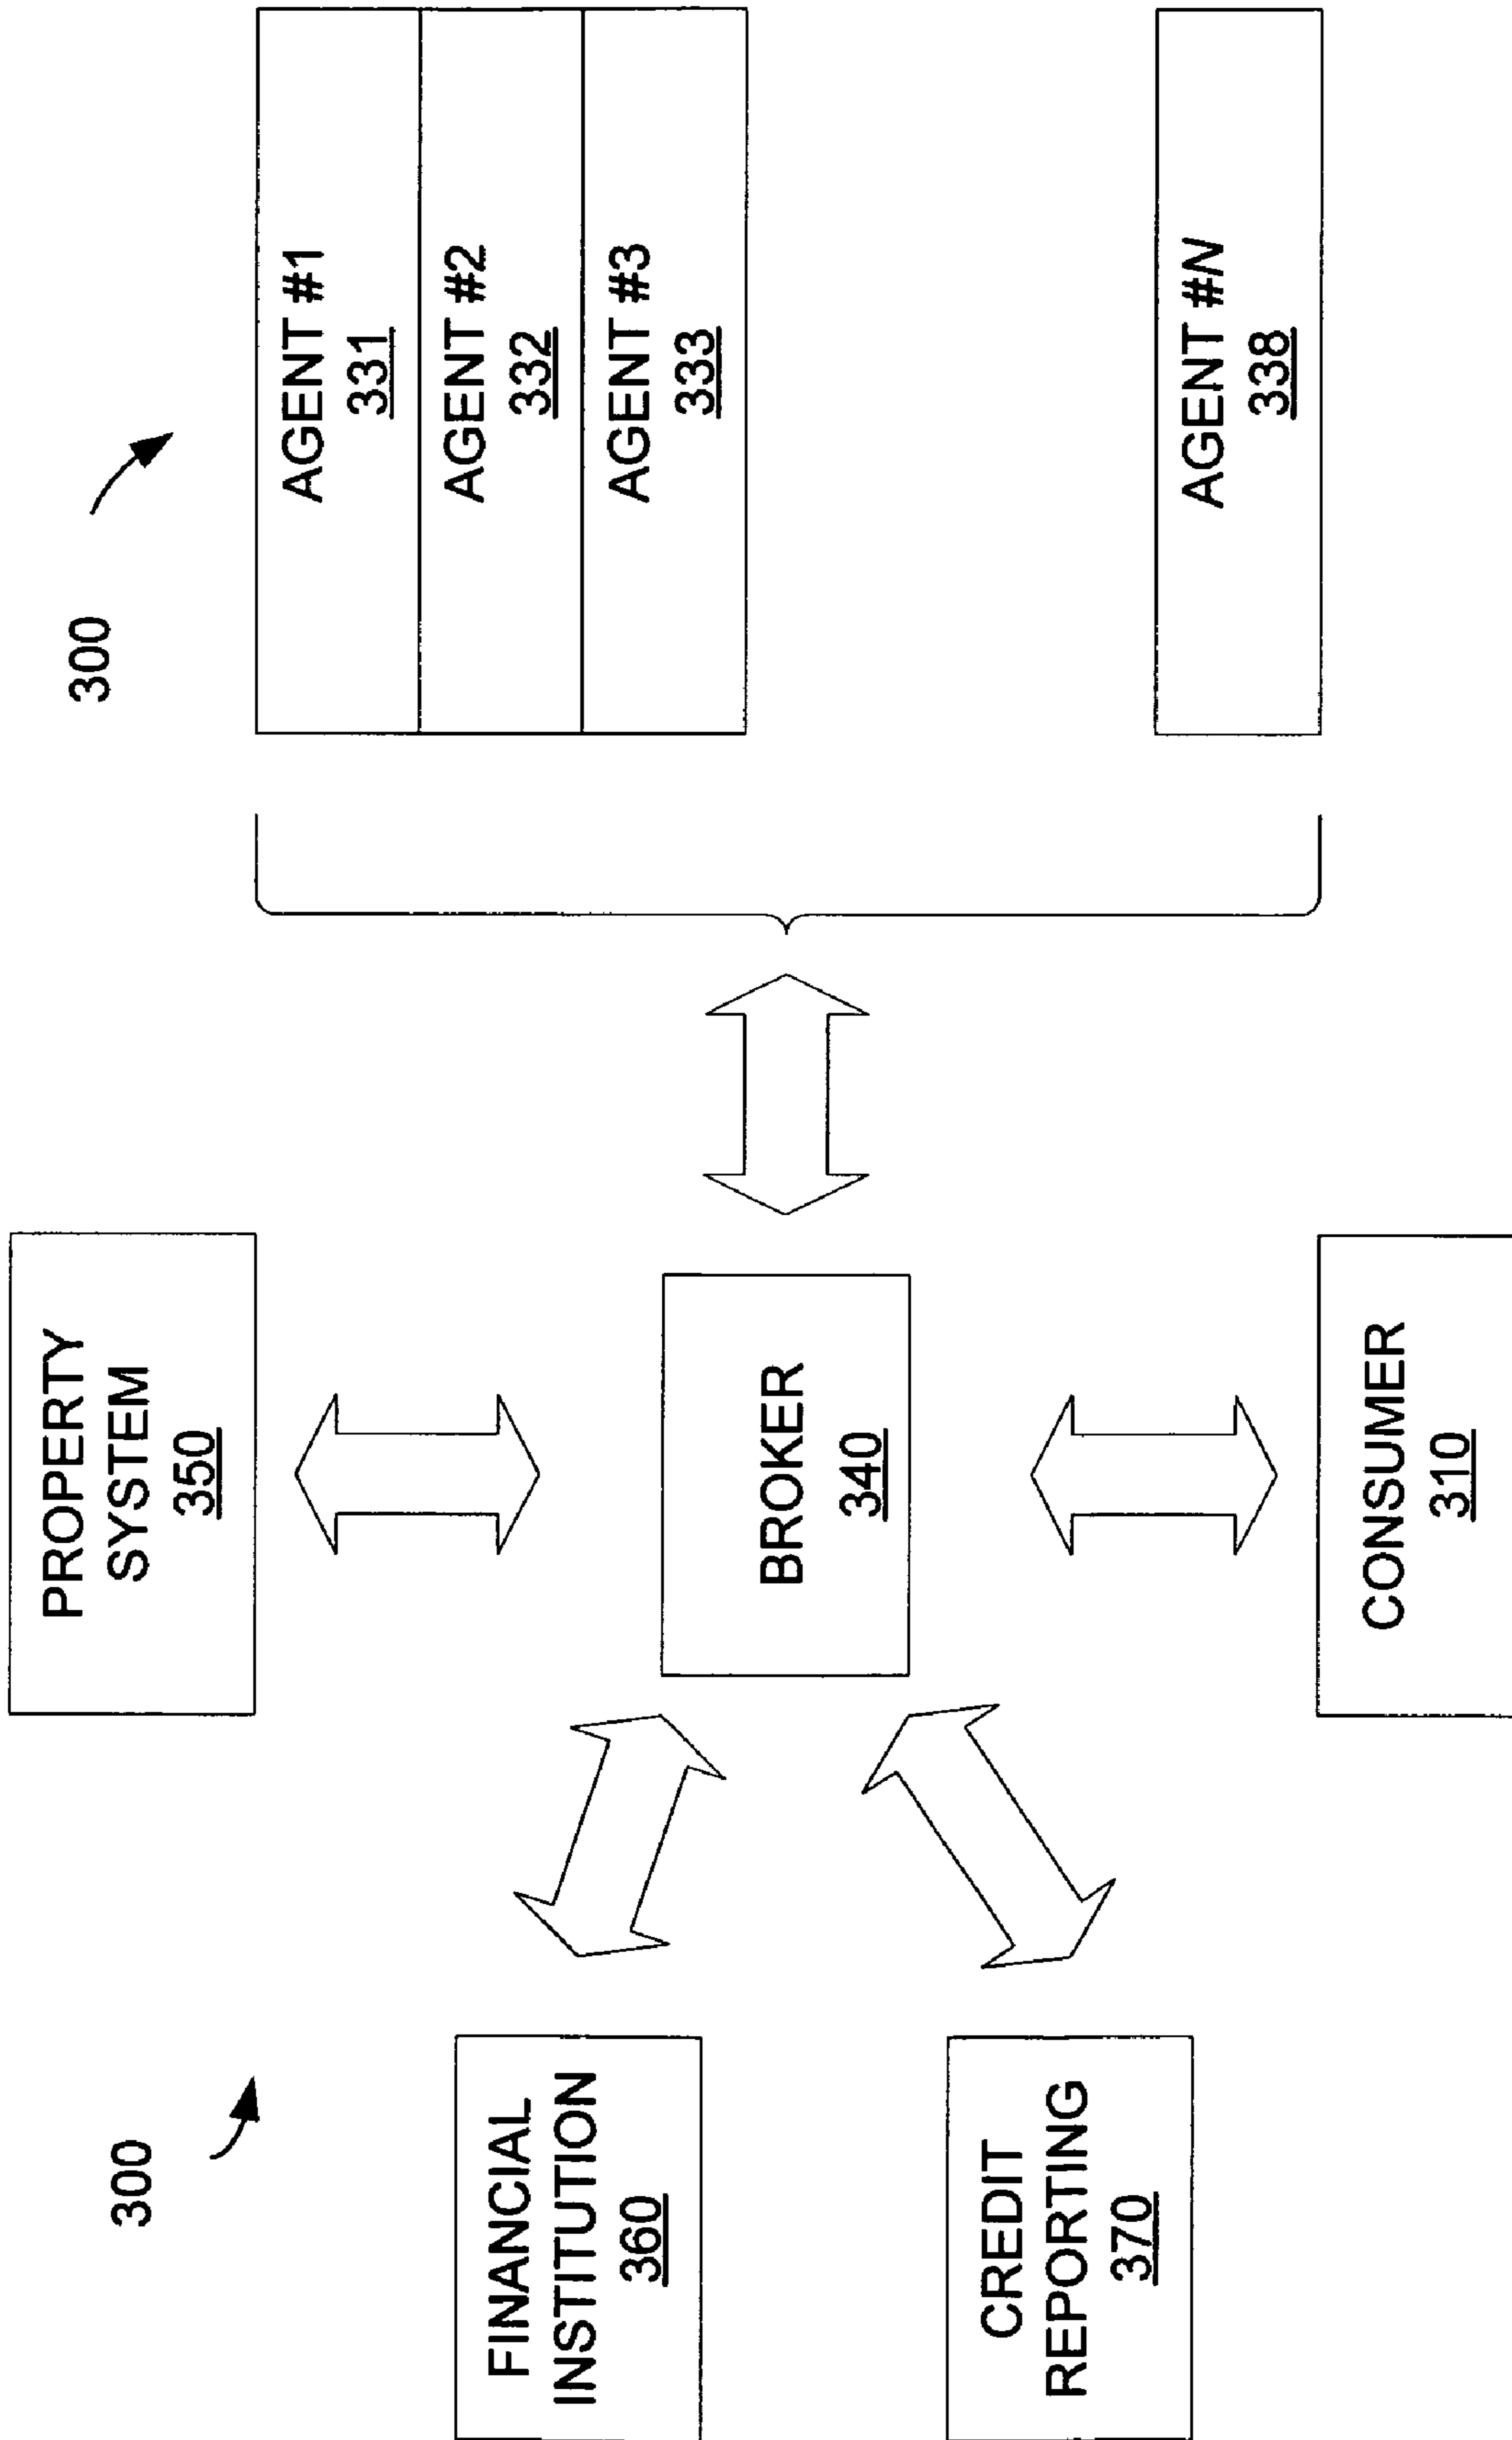 300
300
PROPERTY
SYSTEM
350
AGENT #1
331
AGENT #2
332
AGENT #3
333
FINANCIAL
INSTITUTION
360
BROKER
340
CREDIT
REPORTING
370
AGENT #N
338
CONSUMER
310